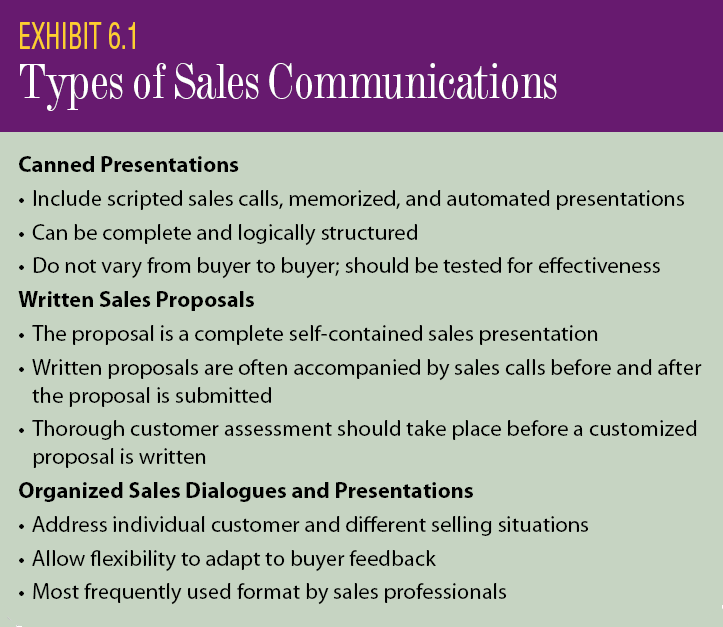 EXHIBIT 6.1
Types of Sales Communications
Canned Presentations
• Include scripted sales calls, memorized, and automated presentations
• Can be complete and logically structured
• Do not vary from buyer to buyer; should be tested for effectiveness
Written Sales Proposals
• The proposal is a complete self-contained sales presentation
• Written proposals are often accompanied by sales calls before and after
the proposal is submitted
• Thorough customer assessment should take place before a customized
proposal is written
Organized Sales Dialogues and Presentations
• Address individual customer and different selling situations
• Allow flexibility to adapt to buyer feedback
• Most frequently used format by sales professionals